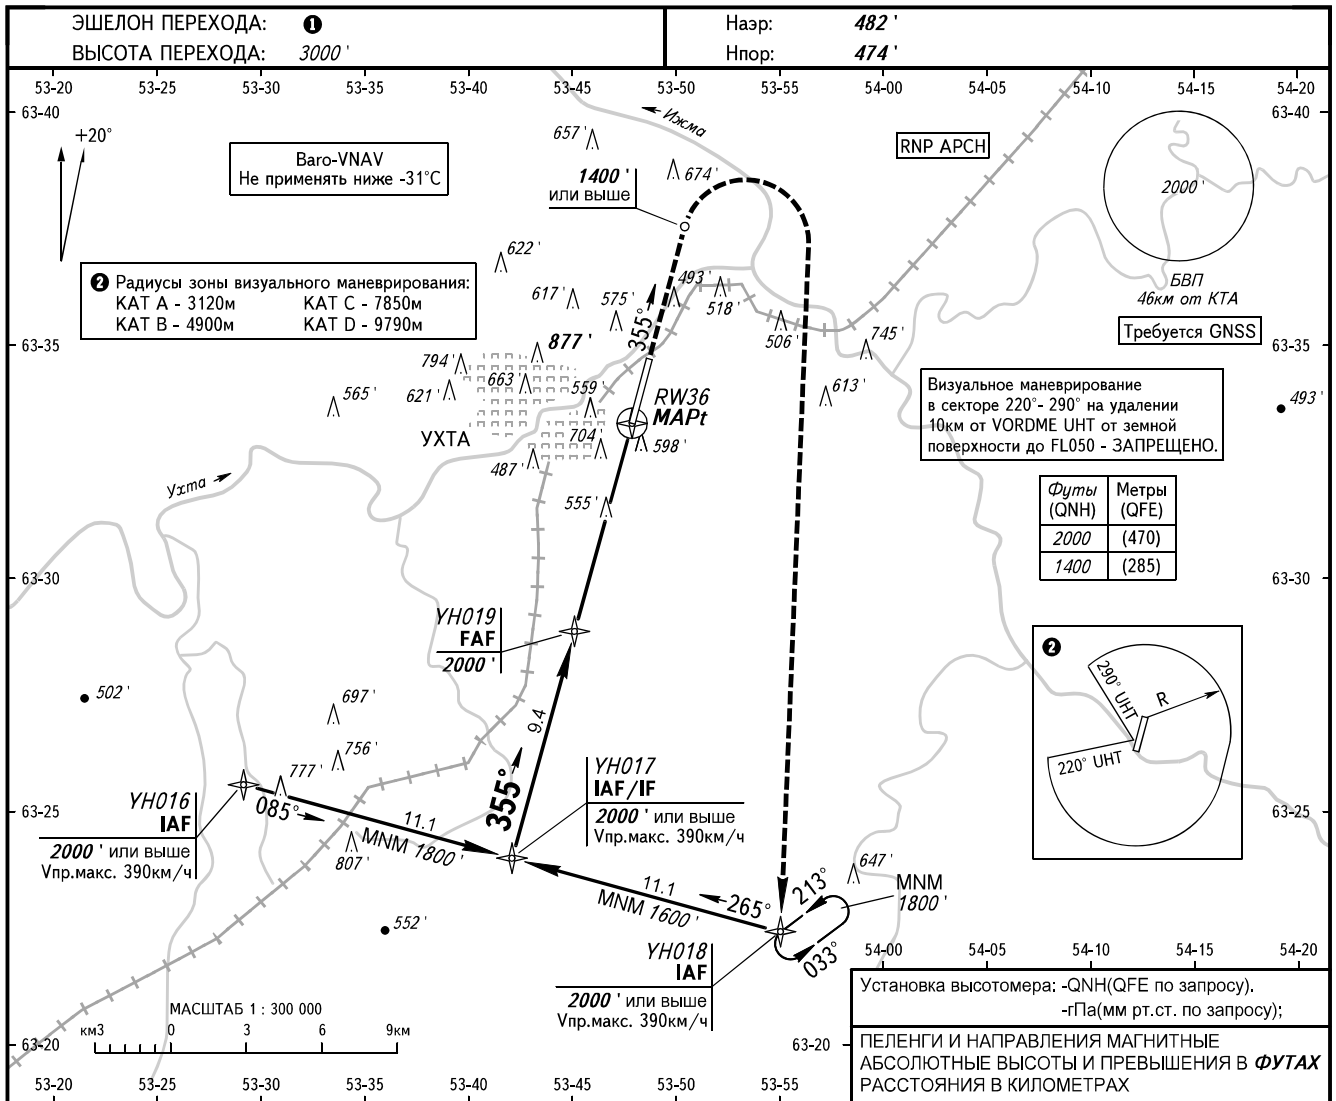 ЭШЕЛОН ПЕРЕХОДА: ❶
ВЫСОТА ПЕРЕХОДА: 3000 '
Наэр: 482 '
Нпор: 474 '
53-20 53-25 53-30 53-35 53-40 53-45 53-50 53-55 54-00 54-05 54-10 54-15 54-20
63-40
63-40
+20°
Baro-VNAV
Не применять ниже -31°C
657 '
Ижма
674 '
1400 '
или выше
RNP APCH
2000 '
БВП
46км от КТА
Требуется GNSS
❷ Радиусы зоны визуального маневрирования:
КАТ A - 3120м КАТ C - 7850м
КАТ B - 4900м КАТ D - 9790м
622 '
617 '
575 '
493 '
518 '
506 '
745 '
613 '
355°
63-35
63-35
877 '
794 '
663 '
621 '
559 '
565 '
704 '
598 '
487 '
УХТА
RW36
MAPt
493 '
Визуальное маневрирование
в секторе 220°- 290° на удалении
10км от VORDME UHT от земной
поверхности до FL050 - ЗАПРЕЩЕНО.
Ухта
555 '
Футы Метры
(QNH) (QFE)
2000 (470)
1400 (285)
63-30
63-30
YH019
FAF
2000 '
❷
290° UHT
R
220° UHT
502 '
697 '
756 '
777 '
807 '
552 '
9.4
355°
YH017
IAF/IF
2000 ' или выше
Vпр.макс. 390км/ч
63-25
63-25
YH016
IAF
2000 ' или выше
Vпр.макс. 390км/ч
085°
11.1
MNM 1800 '
11.1
MNM 1600 '
265°
213°
033°
647 '
MNM
1800 '
YH018
IAF
2000 ' или выше
Vпр.макс. 390км/ч
54-00 54-05 54-10 54-15 54-20
МАСШТАБ 1 : 300 000
км3 0 3 6 9км
63-20
63-20
53-20 53-25 53-30 53-35 53-40 53-45 53-50 53-55
Установка высотомера: -QNH(QFE по запросу).
-гПа(мм рт.ст. по запросу);
ПЕЛЕНГИ И НАПРАВЛЕНИЯ МАГНИТНЫЕ
АБСОЛЮТНЫЕ ВЫСОТЫ И ПРЕВЫШЕНИЯ В ФУТАХ
РАССТОЯНИЯ В КИЛОМЕТРАХ